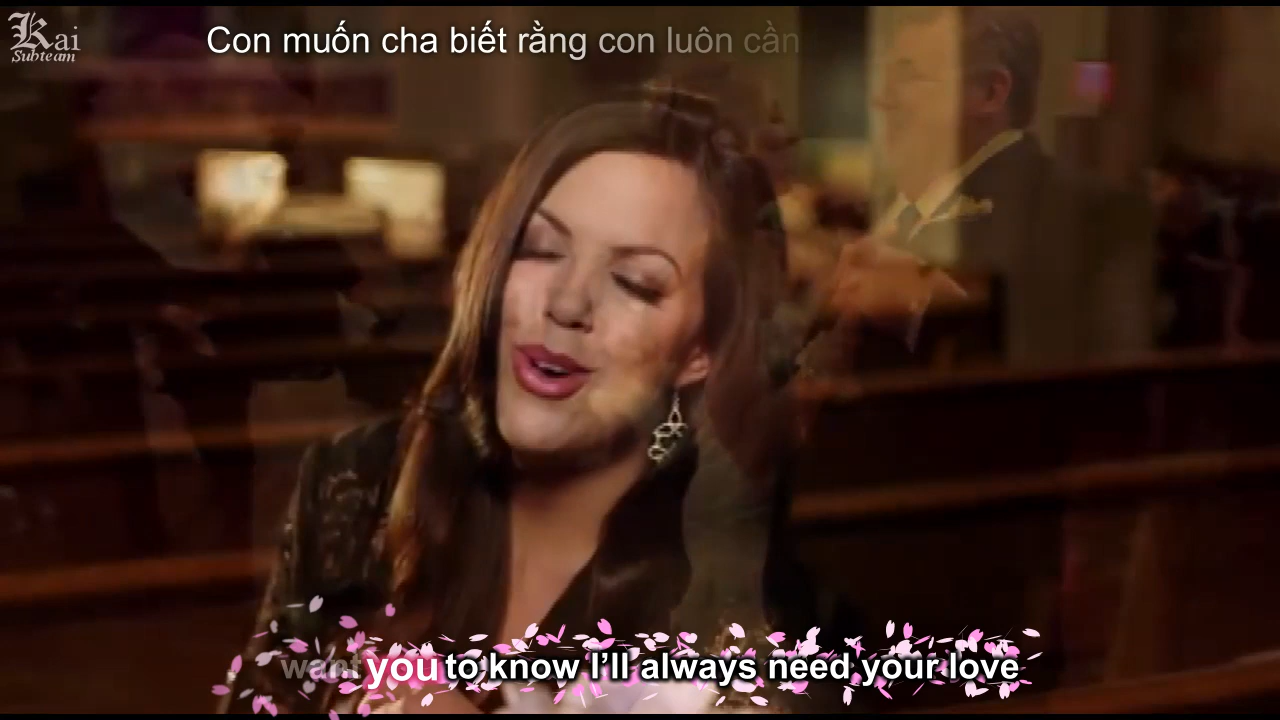 Kai
Subteam
Con muốn cha biết rằng con luôn cần
want you to know I'll always need your love